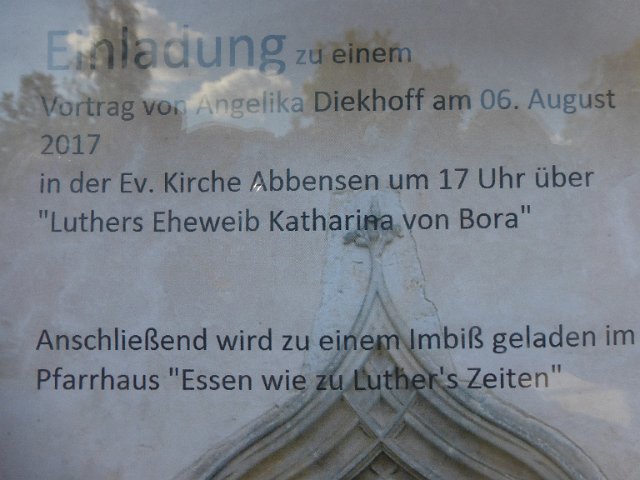 Einladung zu einem
Vortrag von Angelika Diekhoff am 06. August
2017
in der Ev. Kirche Abbensen um 17 Uhr über
"Luthers Eheweib Katharina von Bora"
Anschließend wird zu einem Imbiß geladen im
Pfarrhaus "Essen wie zu Luther's Zeiten"